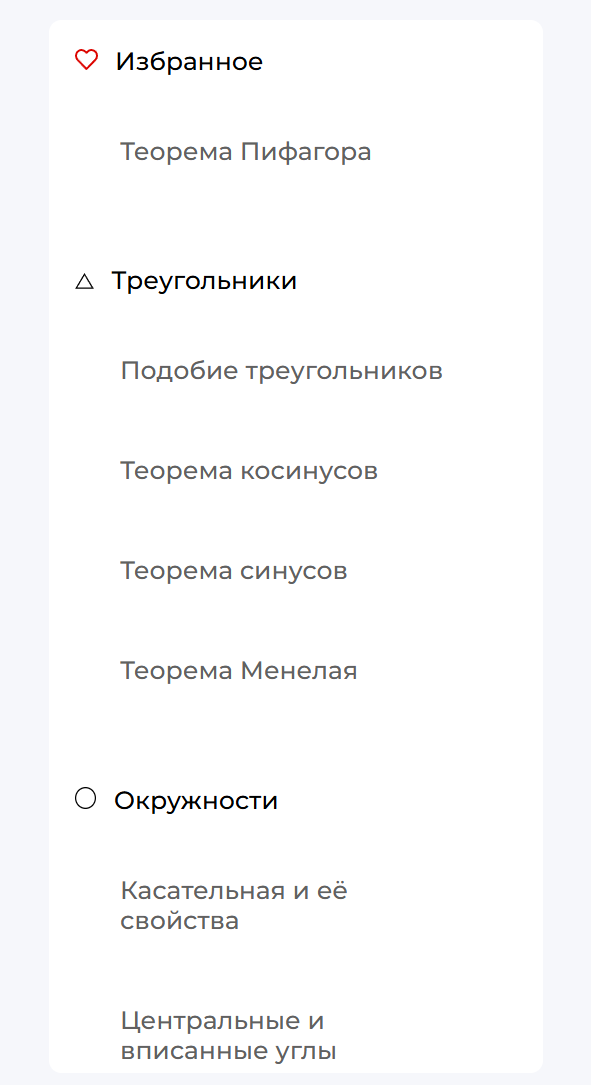 Избранное
Теорема Пифагора
Треугольники
Подобие треугольников
Теорема косинусов
Теорема синусов
Теорема Менелая
Окружности
Касательная и её
свойства
Центральные и
вписанные углы